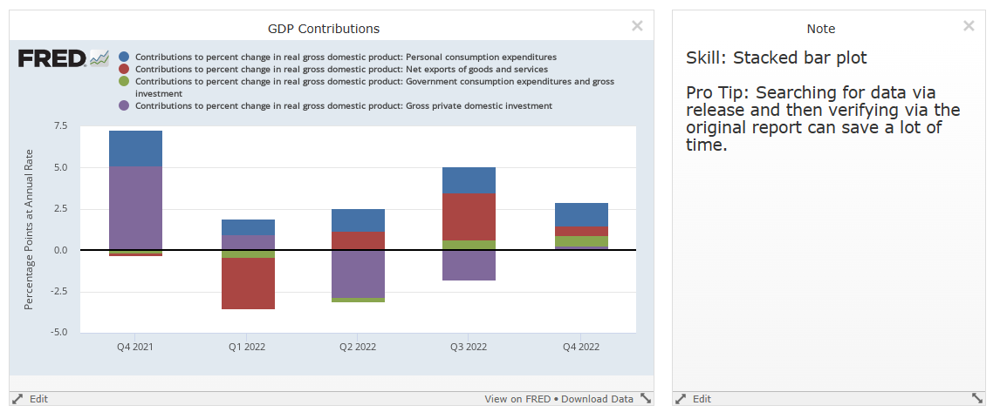 GDP Contributions
FRED
Contributions to percent change in real gross domestic product: Personal consumption expenditures
Contributions to percent change in real gross domestic product: Net exports of goods and services
Contributions to percent change in real gross domestic product: Government consumption expenditures and gross
investment
Contributions to percent change in real gross domestic product: Gross private domestic investment
Percentage Points at Annual Rate
7.5
5.0
2.5
0.0
-2.5
-5.0
Q4 2021
Q1 2022
Q2 2022
Q3 2022
Q4 2022
Edit
View on FRED • Download Data
Note
Skill: Stacked bar plot
Pro Tip: Searching for data via
release and then verifying via the
original report can save a lot of
time.
Edit